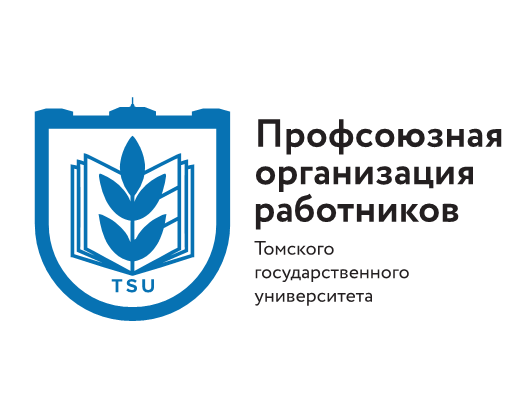 TSU
Профсоюзная
организация
работников
Томского
государственного
университета